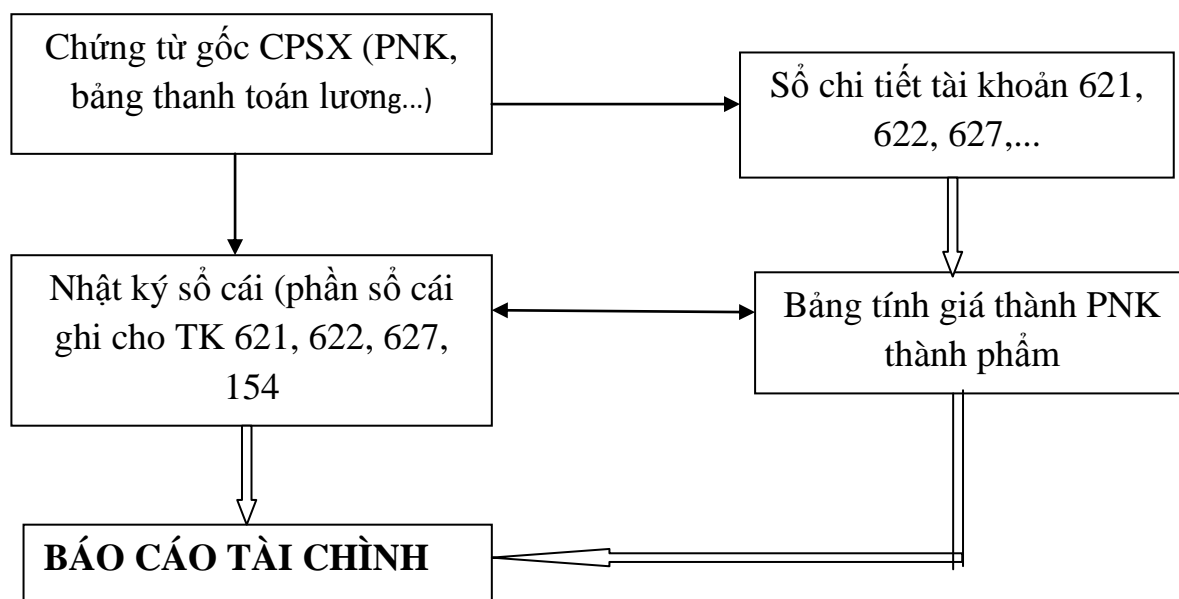 Chứng từ gốc CPSX (PNK,
bảng thanh toán lương...)
Sổ chi tiết tài khoản 621,
622, 627,...
Nhật ký sổ cái (phần sổ cái
ghi cho TK 621, 622, 627,
154
Bảng tính giá thành PNK
thành phẩm
BÁO CÁO TÀI CHÌNH